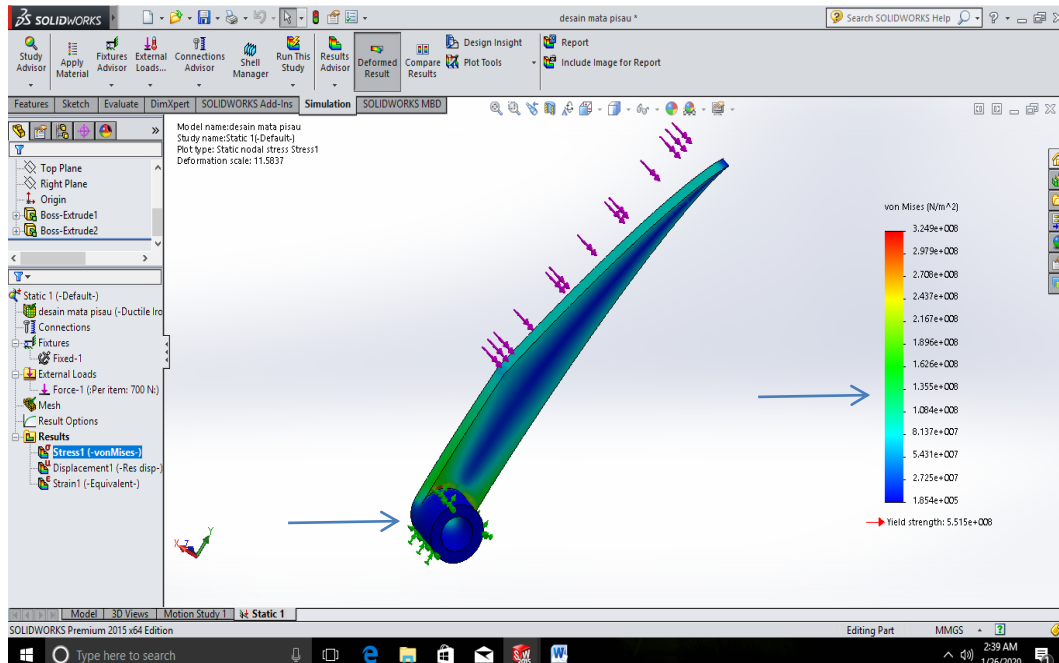 SOLIDWORKS
desain mata pisau *
Search SOLIDWORKS Help
Study Advisor
Apply Material
Fixtures Advisor
External Loads...
Connections Advisor
Shell Manager
Run This Study
Results Advisor
Deformed Result
Compare Results
Design Insight
Plot Tools
Report
Include Image for Report
Features Sketch Evaluate DimXpert SOLIDWORKS Add-Ins Simulation SOLIDWORKS MBD
Model name:desain mata pisau
Study name:Static 1(-Default-)
Plot type: Static nodal stress Stress1
Deformation scale: 11.5837
Top Plane
Right Plane
Origin
Boss-Extrude1
Boss-Extrude2
Static 1 (-Default-)
desain mata pisau (-Ductile Iro
Connections
Fixtures
Fixed-1
External Loads
Force-1 (:Per item: 700 N:)
Mesh
Result Options
Results
Stress1 (-vonMises-)
Displacement1 (-Res disp-)
Strain1 (-Equivalent-)
von Mises (N/m^2)
3.249e+008
2.979e+008
2.708e+008
2.437e+008
2.167e+008
1.896e+008
1.626e+008
1.355e+008
1.084e+008
8.137e+007
5.431e+007
2.725e+007
1.854e+005
Yield strength: 5.515e+008
X Z Y
Model 3D Views Motion Study 1 Static 1
SOLIDWORKS Premium 2015 x64 Edition
Editing Part MMGS
Type here to search
2:39 AM
1/26/2020